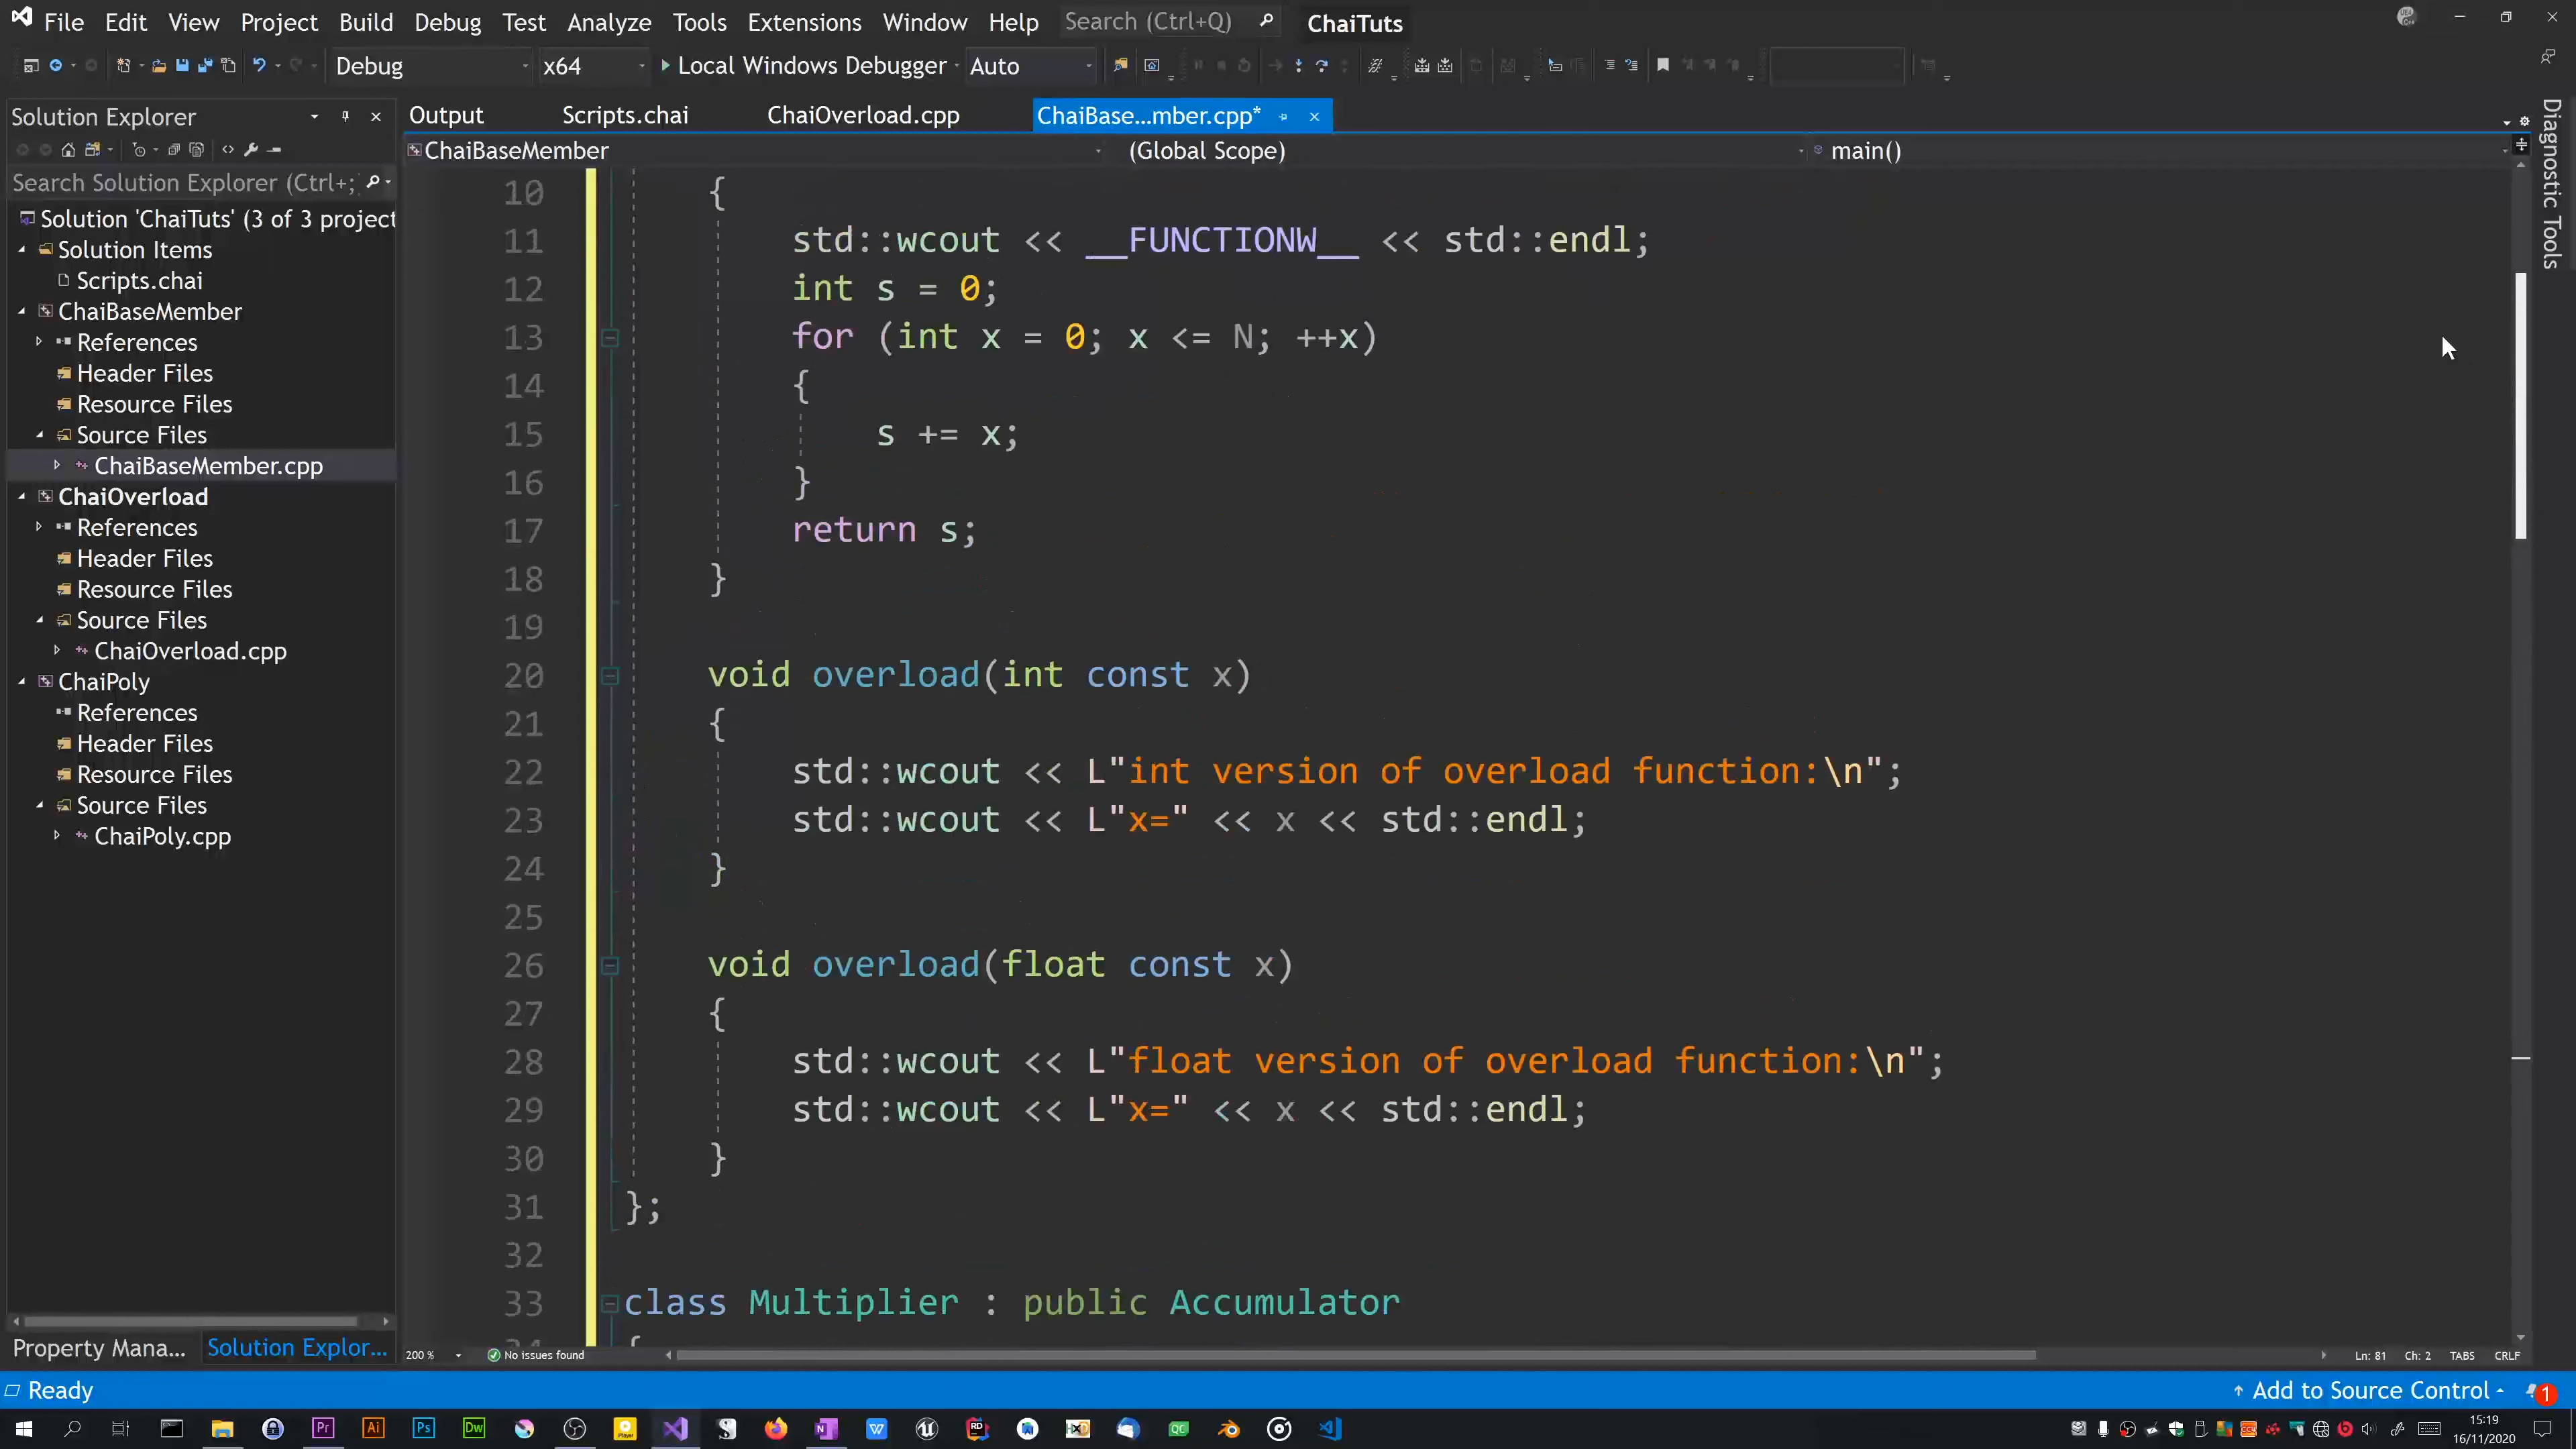 File Edit View Project Build Debug Test Analyze Tools Extensions Window Help Search (Ctrl+Q) ChaiTuts
Debug x64 Local Windows Debugger Auto
Solution Explorer
Output Scripts.chai ChaiOverload.cpp ChaiBase...mber.cpp*
ChaiBaseMember (Global Scope) main()
Search Solution Explorer (Ctrl+;
Solution 'ChaiTuts' (3 of 3 project
Solution Items
Scripts.chai
ChaiBaseMember
References
Header Files
Resource Files
Source Files
ChaiBaseMember.cpp
ChaiOverload
References
Header Files
Resource Files
Source Files
ChaiOverload.cpp
ChaiPoly
References
Header Files
Resource Files
Source Files
ChaiPoly.cpp
Property Mana... Solution Explor...
10 {
11 std::wcout << __FUNCTIONW__ << std::endl;
12 int s = 0;
13 for (int x = 0; x <= N; ++x)
14 {
15 s += x;
16 }
17 return s;
18 }
19
20 void overload(int const x)
21 {
22 std::wcout << L"int version of overload function:\n";
23 std::wcout << L"x=" << x << std::endl;
24 }
25
26 void overload(float const x)
27 {
28 std::wcout << L"float version of overload function:\n";
29 std::wcout << L"x=" << x << std::endl;
30 }
31 };
32
33 class Multiplier : public Accumulator
{
Diagnostic Tools
200 % No issues found Ln: 81 Ch: 2 TABS CRLF
Ready Add to Source Control 1
Pr Ai Ps Dw
15:19
16/11/2020